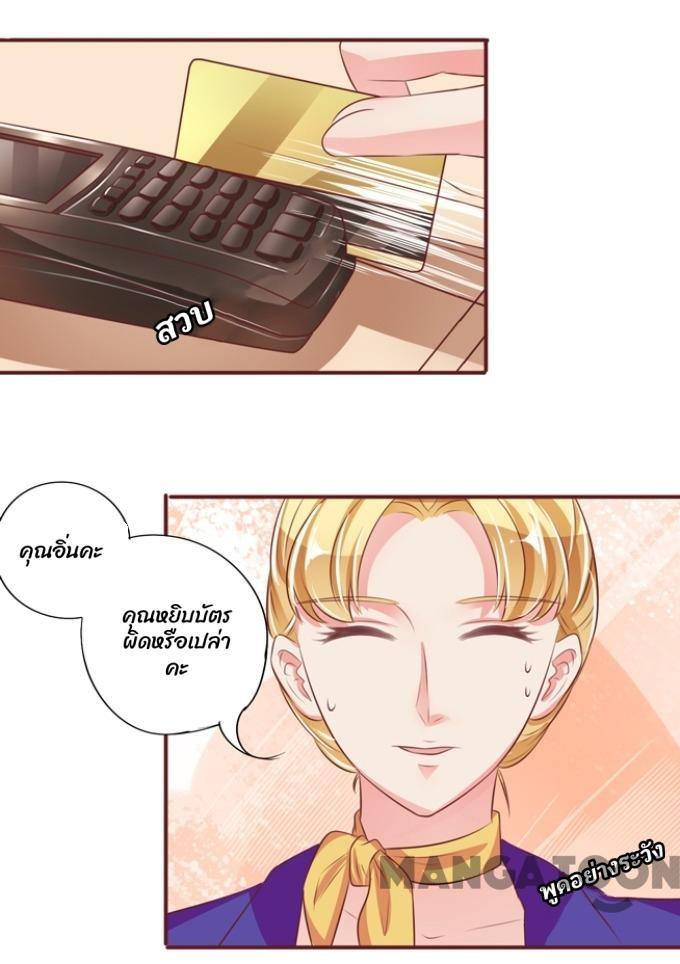 สวบ
คุณอิ่นคะ
คุณหยิบบัตร
ผิดหรือเปล่า
คะ
MANGATOON
พูดอย่างระวัง